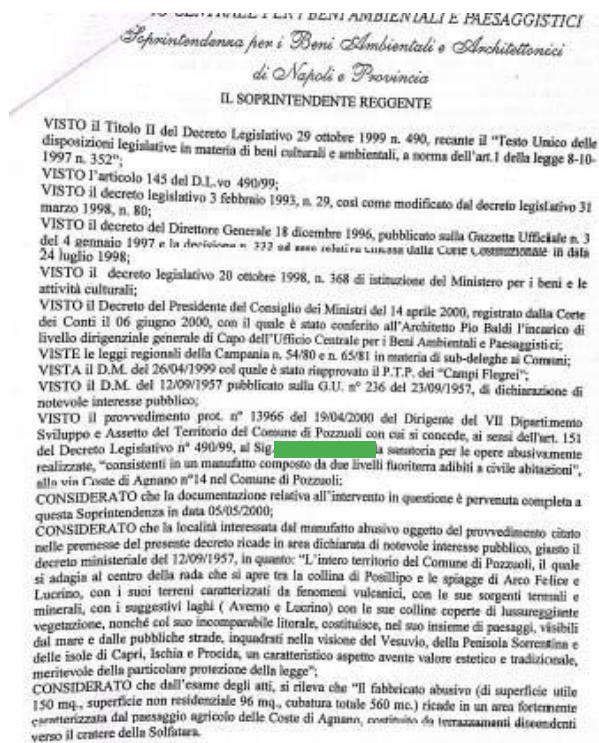 CENTRALE PER I BENI AMBIENTALI E PAESAGGISTICI
Soprintendenza per i Beni Ambientali e Architettonici
di Napoli e Provincia
IL SOPRINTENDENTE REGGENTE
VISTO il Titolo II del Decreto Legislativo 29 ottobre 1999 n. 490, recante il "Testo Unico delle
disposizioni legislative in materia di beni culturali e ambientali, a norma dell'art.1 della legge 8-10-
1997 n. 352";
VISTO l'articolo 145 del D.L.vo 490/99;
VISTO il decreto legislativo 3 febbraio 1993, n. 29, così come modificato dal decreto legislativo 31
marzo 1998, n. 80;
VISTO il decreto del Direttore Generale 18 dicembre 1996, pubblicato sulla Gazzetta Ufficiale n. 3
del 4 gennaio 1997 e la decisione n. 322 ad esso relativa emessa dalla Corte Costituzionale in data
24 luglio 1998;
VISTO il decreto legislativo 20 ottobre 1998, n. 368 di istituzione del Ministero per i beni e le
attività culturali;
VISTO il Decreto del Presidente del Consiglio dei Ministri del 14 aprile 2000, registrato dalla Corte
dei Conti il 06 giugno 2000, con il quale è stato conferito all'Architetto Pio Baldi l'incarico di
livello dirigenziale generale di Capo dell'Ufficio Centrale per i Beni Ambientali e Paesaggistici;
VISTE le leggi regionali della Campania n. 54/80 e n. 65/81 in materia di sub-deleghe ai Comuni;
VISTA il D.M. del 26/04/1999 col quale è stato riapprovato il P.T.P. dei "Campi Flegrei";
VISTO il D.M. del 12/09/1957 pubblicato sulla G.U. n° 236 del 23/09/1957, di dichiarazione di
notevole interesse pubblico;
VISTO il provvedimento prot. n° 13966 del 19/04/2000 del Dirigente del VII Dipartimento
Sviluppo e Assetto del Territorio del Comune di Pozzuoli con cui si concede, ai sensi dell'art. 151
del Decreto Legislativo n° 490/99, al Sig. la sanatoria per le opere abusivamente
realizzate, "consistenti in un manufatto composto da due livelli fuoriterra adibiti a civile abitazioni",
alla via Coste di Agnano n°14 nel Comune di Pozzuoli;
CONSIDERATO che la documentazione relativa all'intervento in questione è pervenuta completa a
questa Soprintendenza in data 05/05/2000;
CONSIDERATO che la località interessata dal manufatto abusivo oggetto del provvedimento citato
nelle premesse del presente decreto ricade in area dichiarata di notevole interesse pubblico, giusto il
decreto ministeriale del 12/09/1957, in quanto: "L'intero territorio del Comune di Pozzuoli, il quale
si adagia al centro della rada che si apre tra la collina di Posillipo e le spiagge di Arco Felice e
Lucrino, con i suoi terreni caratterizzati da fenomeni vulcanici, con le sue sorgenti termali e
minerali, con i suggestivi laghi ( Averno e Lucrino) con le sue colline coperte di lussureggiante
vegetazione, nonché col suo incomparabile litorale, costituisce, nel suo insieme di paesaggi, visibili
dal mare e dalle pubbliche strade, inquadrati nella visione del Vesuvio, della Penisola Sorrentina e
delle isole di Capri, Ischia e Procida, un caratteristico aspetto avente valore estetico e tradizionale,
meritevole della particolare protezione della legge";
CONSIDERATO che dall'esame degli atti, si rileva che "Il fabbricato abusivo (di superficie utile
150 mq., superficie non residenziale 96 mq., cubatura totale 560 mc.) ricade in un area fortemente
caratterizzata dal paesaggio agricolo delle Coste di Agnano, costituito da terrazzamenti discendenti
verso il cratere della Solfatara.